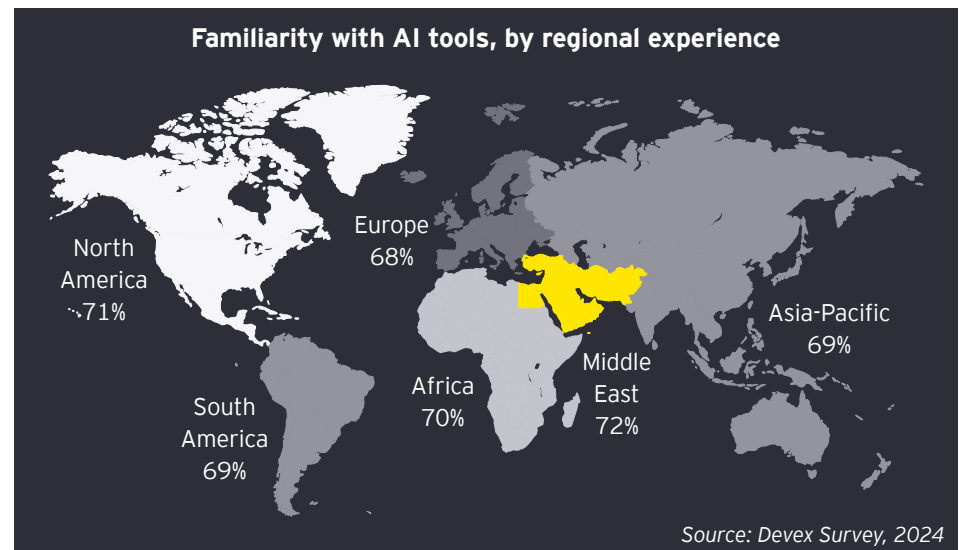 Familiarity with AI tools, by regional experience
North
America
71%
Europe
68%
Asia-Pacific
69%
Middle
East
72%
Africa
70%
South
America
69%
Source: Devex Survey, 2024